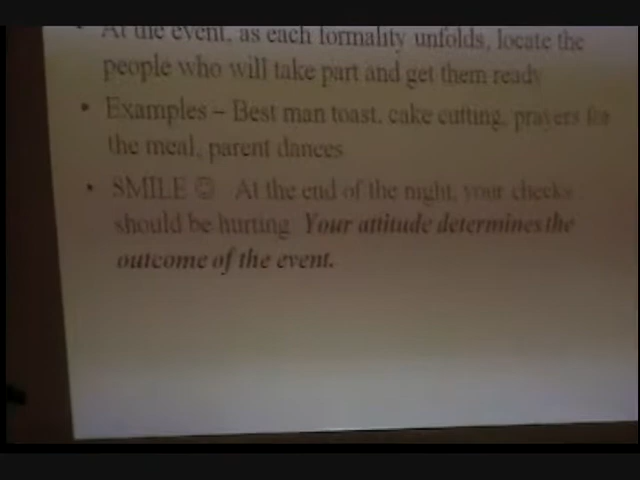 • At the event, as each formality unfolds, locate the
people who will take part and get them ready
• Examples – Best man toast, cake cutting, prayers for
the meal, parent dances
• SMILE ☺ At the end of the night, your cheeks
should be hurting. Your attitude determines the
outcome of the event.